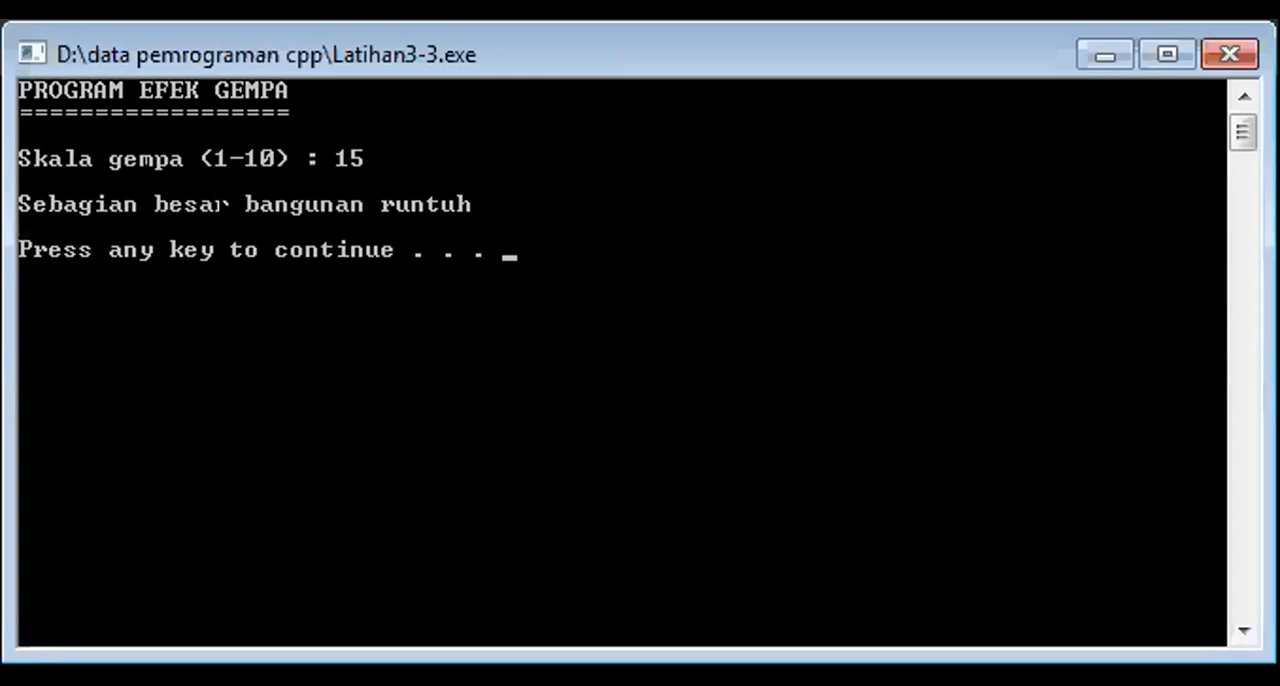 D:\data pemrograman cpp\Latihan3-3.exe
PROGRAM EFEK GEMPA
==================
Skala gempa (1-10) : 15
Sebagian besar bangunan runtuh
Press any key to continue . . . _